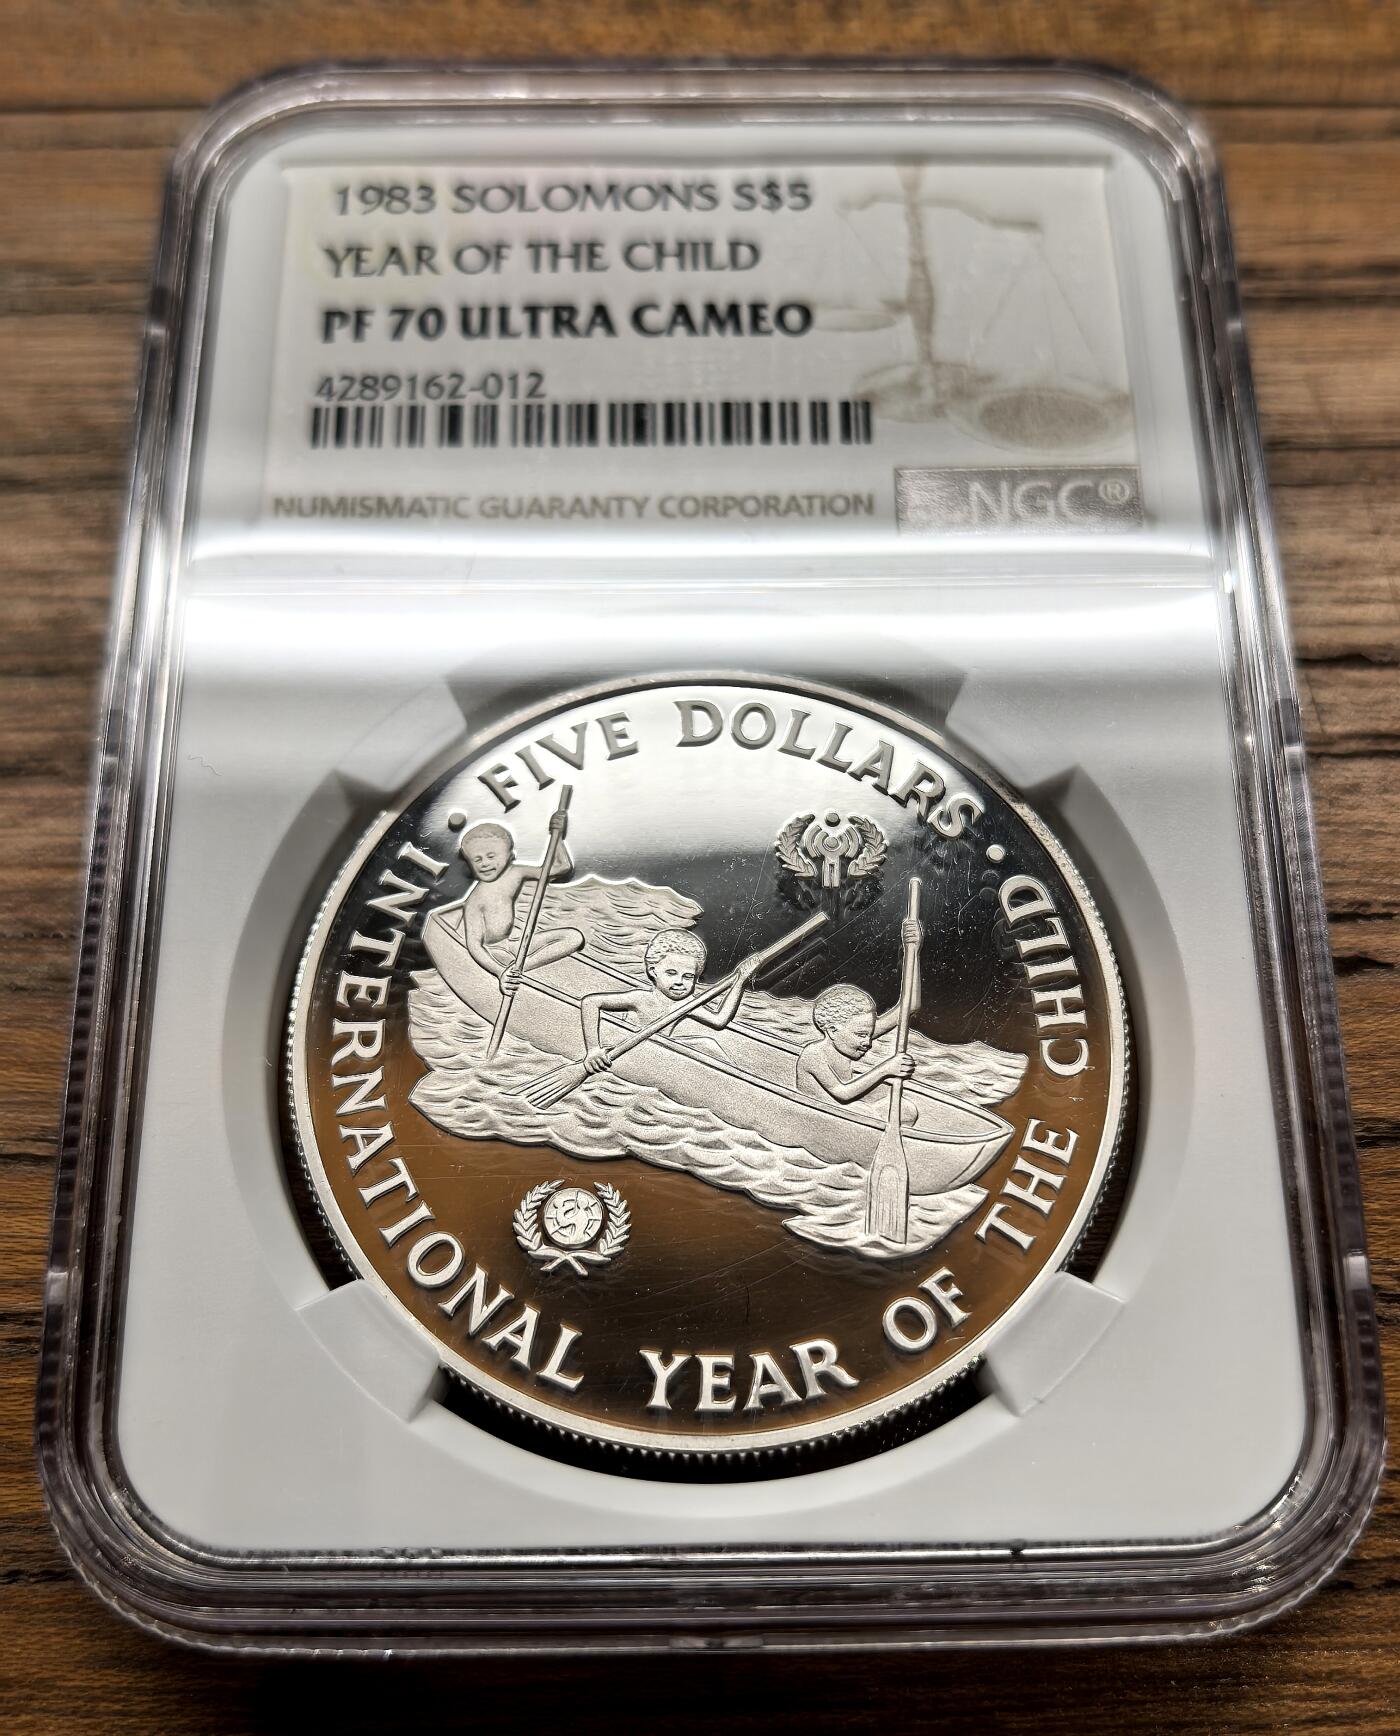 1983 SOLOMONS S$5
YEAR OF THE CHILD
PF 70 ULTRA CAMEO
4289162-012
NUMISMATIC GUARANTY CORPORATION
NGC®
• FIVE DOLLARS •
INTERNATIONAL YEAR OF THE CHILD